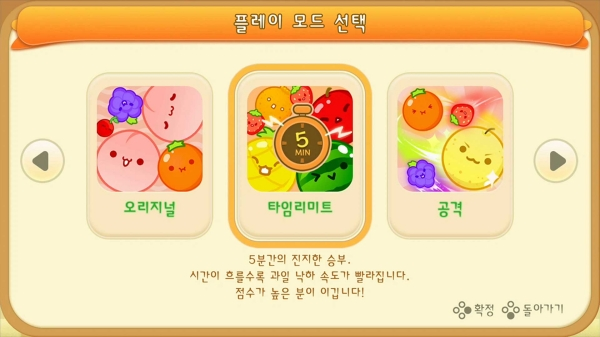 플레이 모드 선택
5
MIN
오리지널
타임리미트
공격
5분간의 진지한 승부.
시간이 흐를수록 과일 낙하 속도가 빨라집니다.
점수가 높은 분이 이깁니다!
확정 돌아가기